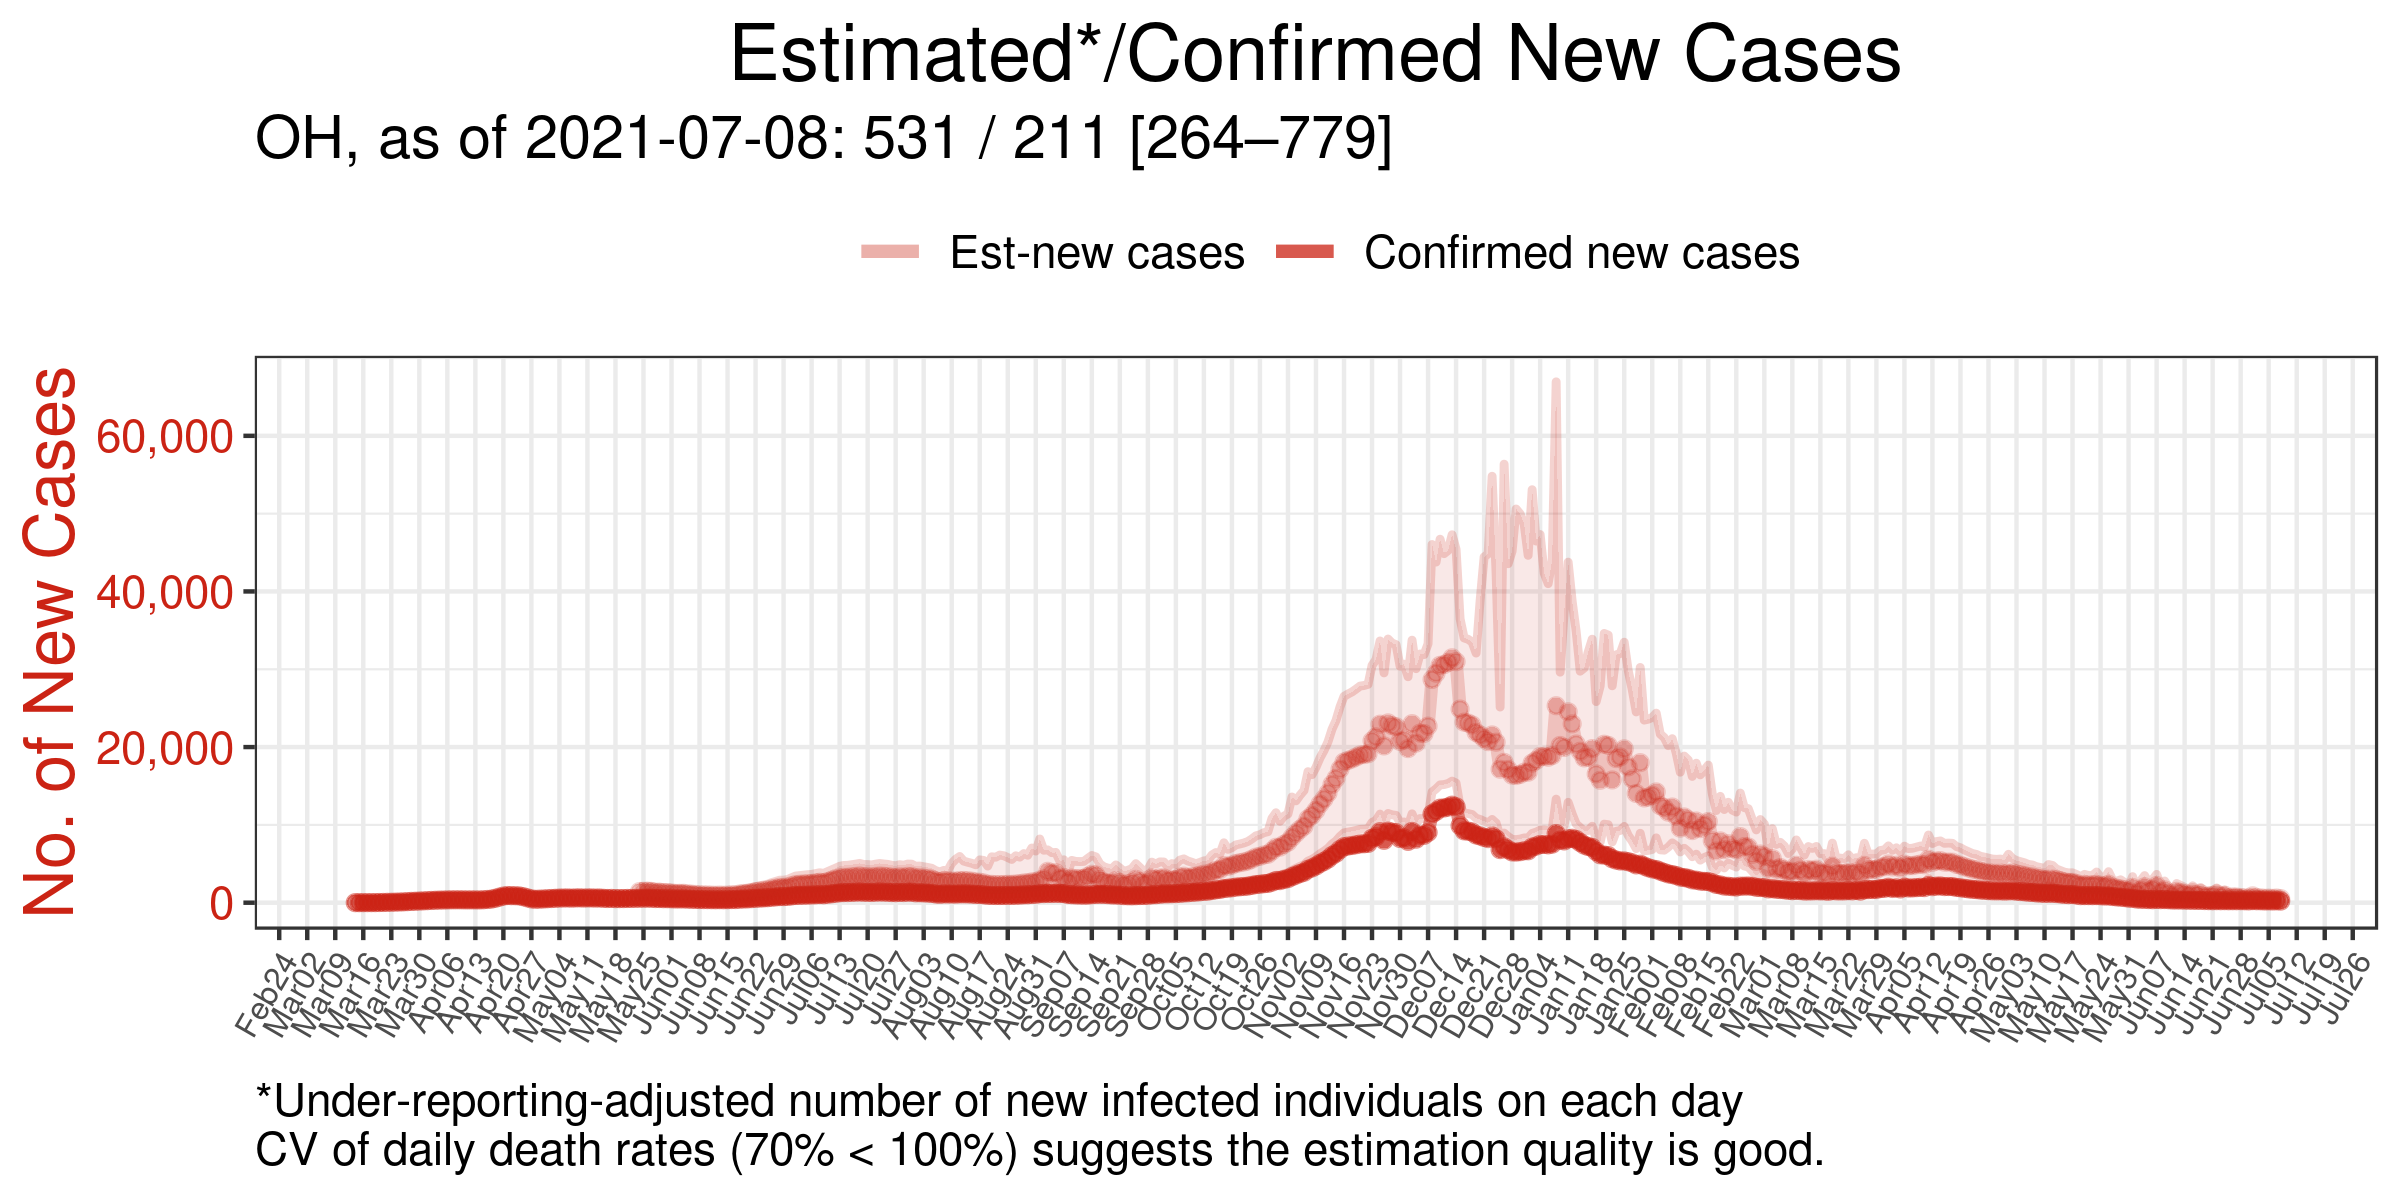 Estimated*/Confirmed New Cases
OH, as of 2021-07-08: 531 / 211 [264–779]
Est-new cases Confirmed new cases
No. of New Cases
60,000
40,000
20,000
0
Feb24 Mar02 Mar09 Mar16 Mar23 Mar30 Apr06 Apr13 Apr20 Apr27 May04 May11 May18 May25 Jun01 Jun08 Jun15 Jun22 Jun29 Jul06 Jul13 Jul20 Jul27 Aug03 Aug10 Aug17 Aug24 Aug31 Sep07 Sep14 Sep21 Sep28 Oct05 Oct12 Oct19 Oct26 Nov02 Nov09 Nov16 Nov23 Nov30 Dec07 Dec14 Dec21 Dec28 Jan04 Jan11 Jan18 Jan25 Feb01 Feb08 Feb15 Feb22 Mar01 Mar08 Mar15 Mar22 Mar29 Apr05 Apr12 Apr19 Apr26 May03 May10 May17 May24 May31 Jun07 Jun14 Jun21 Jun28 Jul05 Jul12 Jul19 Jul26
*Under-reporting-adjusted number of new infected individuals on each day
CV of daily death rates (70% < 100%) suggests the estimation quality is good.